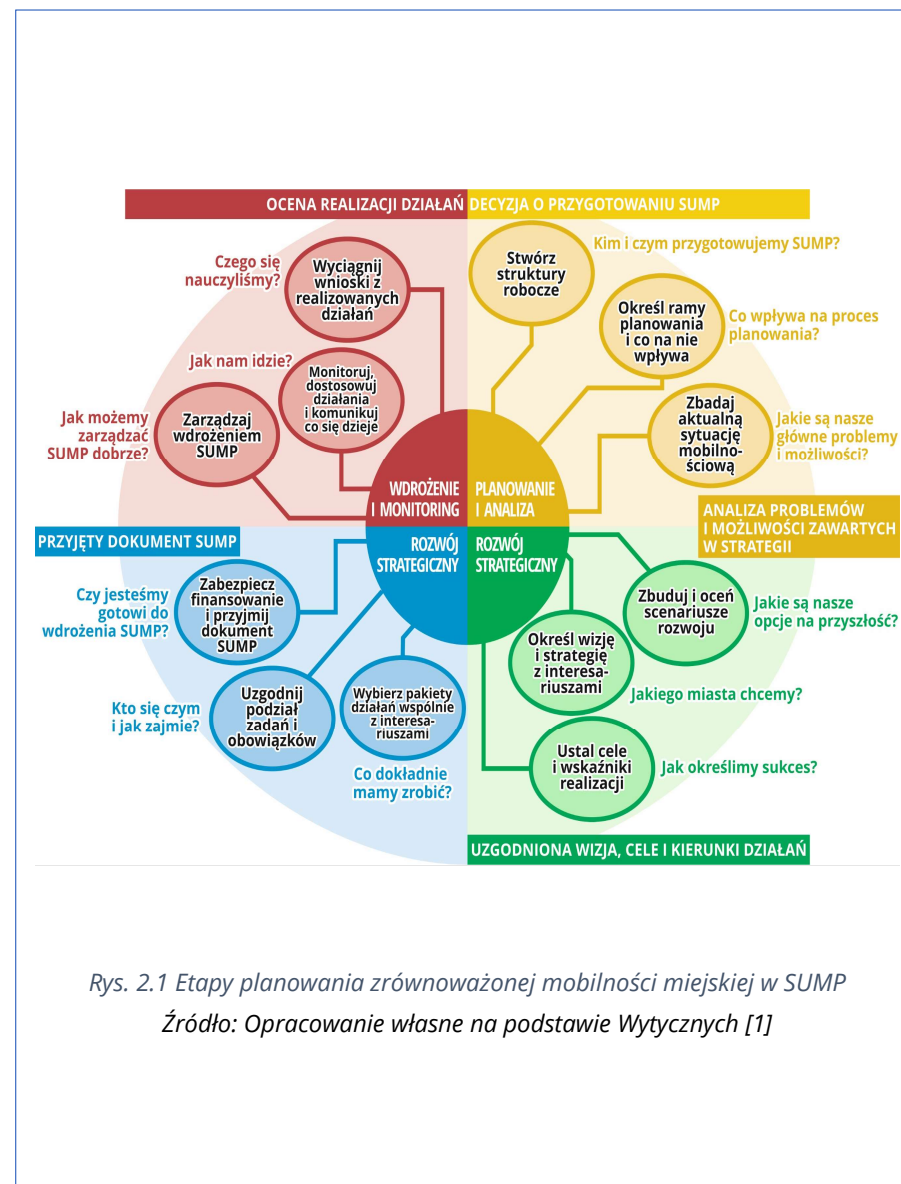 OCENA REALIZACJI DZIAŁAŃ
DECYZJA O PRZYGOTOWANIU SUMP
Czego się
nauczyliśmy?
Wyciągnij
wnioski z
realizowanych
działań
Jak nam idzie?
Monitoruj,
dostosowuj
działania
i komunikuj
co się dzieje
Jak możemy
zarządzać
SUMP dobrze?
Zarządzaj
wdrożeniem
SUMP
WDROŻENIE
I MONITORING
Stwórz
struktury
robocze
Kim i czym przygotowujemy SUMP?
Określ ramy
planowania
i co na nie
wpływa
Co wpływa na proces
planowania?
Zbadaj
aktualną
sytuację
mobilno-
ściową
Jakie są nasze
główne problemy
i możliwości?
PLANOWANIE
I ANALIZA
ANALIZA PROBLEMÓW
I MOŻLIWOŚCI ZAWARTYCH
W STRATEGII
PRZYJĘTY DOKUMENT SUMP
ROZWÓJ
STRATEGICZNY
Czy jesteśmy
gotowi do
wdrożenia SUMP?
Zabezpiecz
finansowanie
i przyjmij
dokument
SUMP
Kto się czym
i jak zajmie?
Uzgodnij
podział
zadań i
obowiązków
Wybierz pakiety
działań wspólnie
z interesa-
riuszami
Co dokładnie
mamy zrobić?
ROZWÓJ
STRATEGICZNY
Zbuduj i oceń
scenariusze
rozwoju
Jakie są nasze
opcje na przyszłość?
Określ wizję
i strategię
z interesa-
riuszami
Jakiego miasta chcemy?
Ustal cele
i wskaźniki
realizacji
Jak określimy sukces?
UZGODNIONA WIZJA, CELE I KIERUNKI DZIAŁAŃ
Rys. 2.1 Etapy planowania zrównoważonej mobilności miejskiej w SUMP
Źródło: Opracowanie własne na podstawie Wytycznych [1]